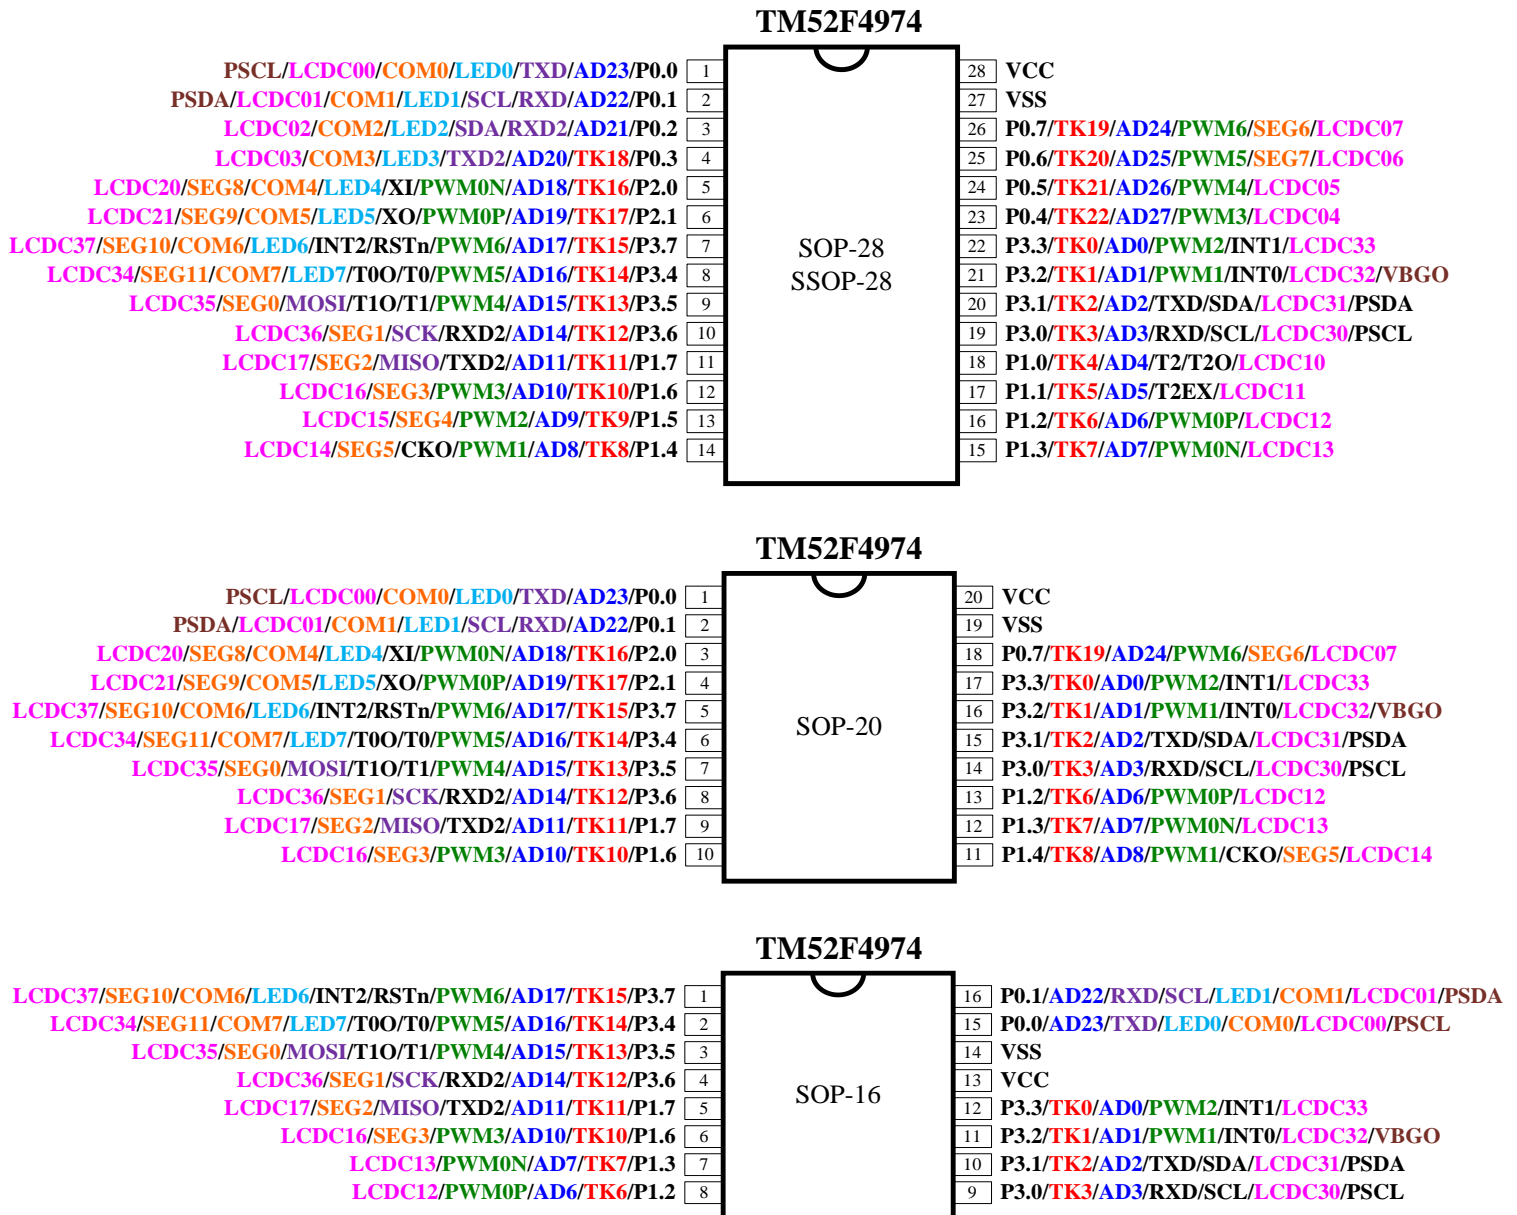 TM52F4974
PSCL/LCDC00/COM0/LED0/TXD/AD23/P0.0 1 28 VCC
PSDA/LCDC01/COM1/LED1/SCL/RXD/AD22/P0.1 2 27 VSS
LCDC02/COM2/LED2/SDA/RXD2/AD21/P0.2 3 26 P0.7/TK19/AD24/PWM6/SEG6/LCDC07
LCDC03/COM3/LED3/TXD2/AD20/TK18/P0.3 4 25 P0.6/TK20/AD25/PWM5/SEG7/LCDC06
LCDC20/SEG8/COM4/LED4/XI/PWM0N/AD18/TK16/P2.0 5 24 P0.5/TK21/AD26/PWM4/LCDC05
LCDC21/SEG9/COM5/LED5/XO/PWM0P/AD19/TK17/P2.1 6 23 P0.4/TK22/AD27/PWM3/LCDC04
LCDC37/SEG10/COM6/LED6/INT2/RSTn/PWM6/AD17/TK15/P3.7 7 SOP-28 22 P3.3/TK0/AD0/PWM2/INT1/LCDC33
LCDC34/SEG11/COM7/LED7/T0O/T0/PWM5/AD16/TK14/P3.4 8 SSOP-28 21 P3.2/TK1/AD1/PWM1/INT0/LCDC32/VBGO
LCDC35/SEG0/MOSI/T1O/T1/PWM4/AD15/TK13/P3.5 9 20 P3.1/TK2/AD2/TXD/SDA/LCDC31/PSDA
LCDC36/SEG1/SCK/RXD2/AD14/TK12/P3.6 10 19 P3.0/TK3/AD3/RXD/SCL/LCDC30/PSCL
LCDC17/SEG2/MISO/TXD2/AD11/TK11/P1.7 11 18 P1.0/TK4/AD4/T2/T2O/LCDC10
LCDC16/SEG3/PWM3/AD10/TK10/P1.6 12 17 P1.1/TK5/AD5/T2EX/LCDC11
LCDC15/SEG4/PWM2/AD9/TK9/P1.5 13 16 P1.2/TK6/AD6/PWM0P/LCDC12
LCDC14/SEG5/CKO/PWM1/AD8/TK8/P1.4 14 15 P1.3/TK7/AD7/PWM0N/LCDC13
TM52F4974
PSCL/LCDC00/COM0/LED0/TXD/AD23/P0.0 1 20 VCC
PSDA/LCDC01/COM1/LED1/SCL/RXD/AD22/P0.1 2 19 VSS
LCDC20/SEG8/COM4/LED4/XI/PWM0N/AD18/TK16/P2.0 3 18 P0.7/TK19/AD24/PWM6/SEG6/LCDC07
LCDC21/SEG9/COM5/LED5/XO/PWM0P/AD19/TK17/P2.1 4 17 P3.3/TK0/AD0/PWM2/INT1/LCDC33
LCDC37/SEG10/COM6/LED6/INT2/RSTn/PWM6/AD17/TK15/P3.7 5 SOP-20 16 P3.2/TK1/AD1/PWM1/INT0/LCDC32/VBGO
LCDC34/SEG11/COM7/LED7/T0O/T0/PWM5/AD16/TK14/P3.4 6 15 P3.1/TK2/AD2/TXD/SDA/LCDC31/PSDA
LCDC35/SEG0/MOSI/T1O/T1/PWM4/AD15/TK13/P3.5 7 14 P3.0/TK3/AD3/RXD/SCL/LCDC30/PSCL
LCDC36/SEG1/SCK/RXD2/AD14/TK12/P3.6 8 13 P1.2/TK6/AD6/PWM0P/LCDC12
LCDC17/SEG2/MISO/TXD2/AD11/TK11/P1.7 9 12 P1.3/TK7/AD7/PWM0N/LCDC13
LCDC16/SEG3/PWM3/AD10/TK10/P1.6 10 11 P1.4/TK8/AD8/PWM1/CKO/SEG5/LCDC14
TM52F4974
LCDC37/SEG10/COM6/LED6/INT2/RSTn/PWM6/AD17/TK15/P3.7 1 16 P0.1/AD22/RXD/SCL/LED1/COM1/LCDC01/PSDA
LCDC34/SEG11/COM7/LED7/T0O/T0/PWM5/AD16/TK14/P3.4 2 15 P0.0/AD23/TXD/LED0/COM0/LCDC00/PSCL
LCDC35/SEG0/MOSI/T1O/T1/PWM4/AD15/TK13/P3.5 3 14 VSS
LCDC36/SEG1/SCK/RXD2/AD14/TK12/P3.6 4 SOP-16 13 VCC
LCDC17/SEG2/MISO/TXD2/AD11/TK11/P1.7 5 12 P3.3/TK0/AD0/PWM2/INT1/LCDC33
LCDC16/SEG3/PWM3/AD10/TK10/P1.6 6 11 P3.2/TK1/AD1/PWM1/INT0/LCDC32/VBGO
LCDC13/PWM0N/AD7/TK7/P1.3 7 10 P3.1/TK2/AD2/TXD/SDA/LCDC31/PSDA
LCDC12/PWM0P/AD6/TK6/P1.2 8 9 P3.0/TK3/AD3/RXD/SCL/LCDC30/PSCL